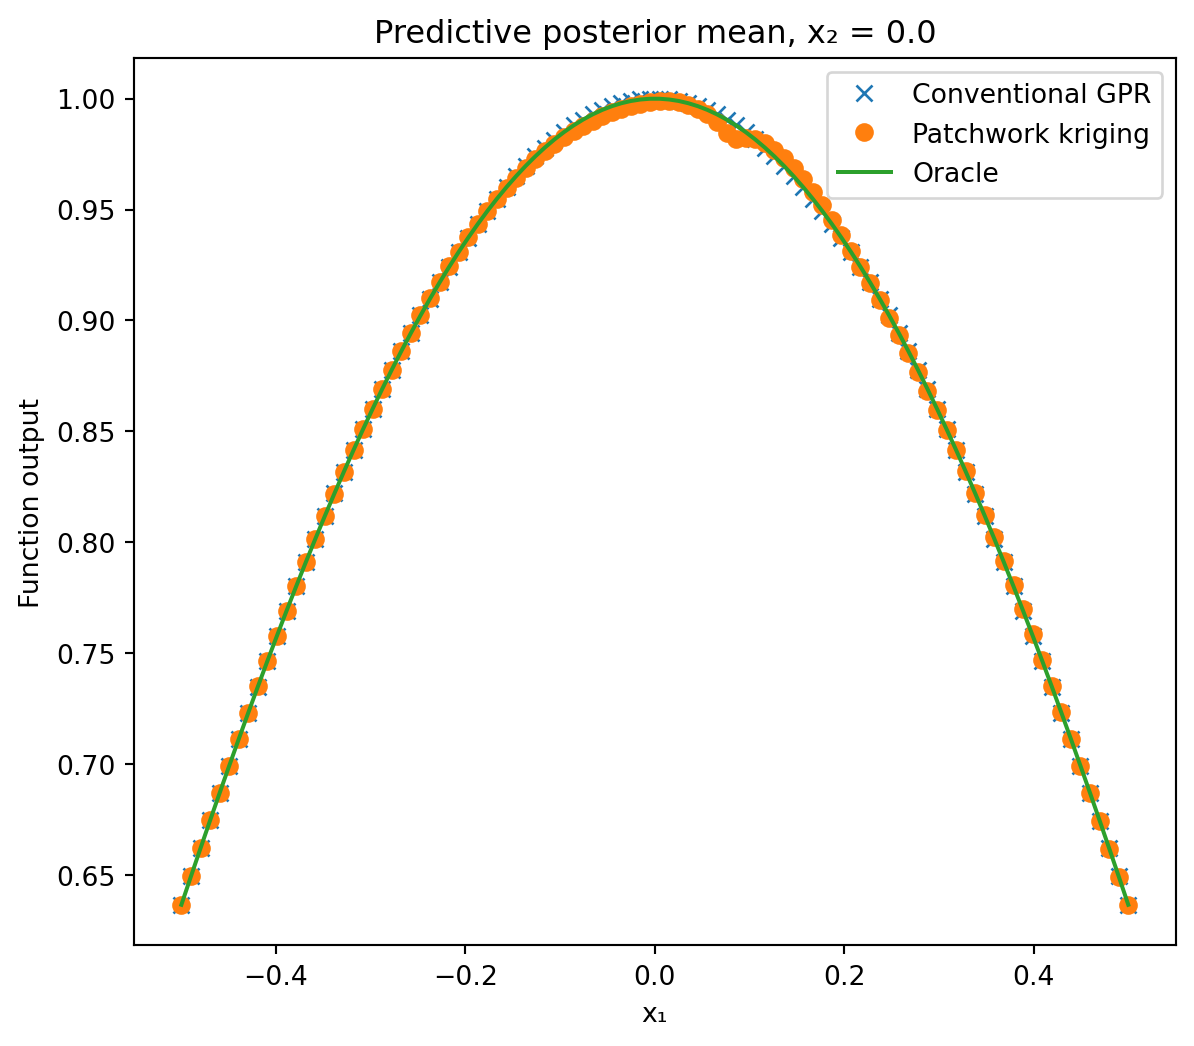 Predictive posterior mean, x₂ = 0.0
Conventional GPR
Patchwork kriging
Oracle
Function output
1.00
0.95
0.90
0.85
0.80
0.75
0.70
0.65
−0.4
−0.2
0.0
0.2
0.4
x₁